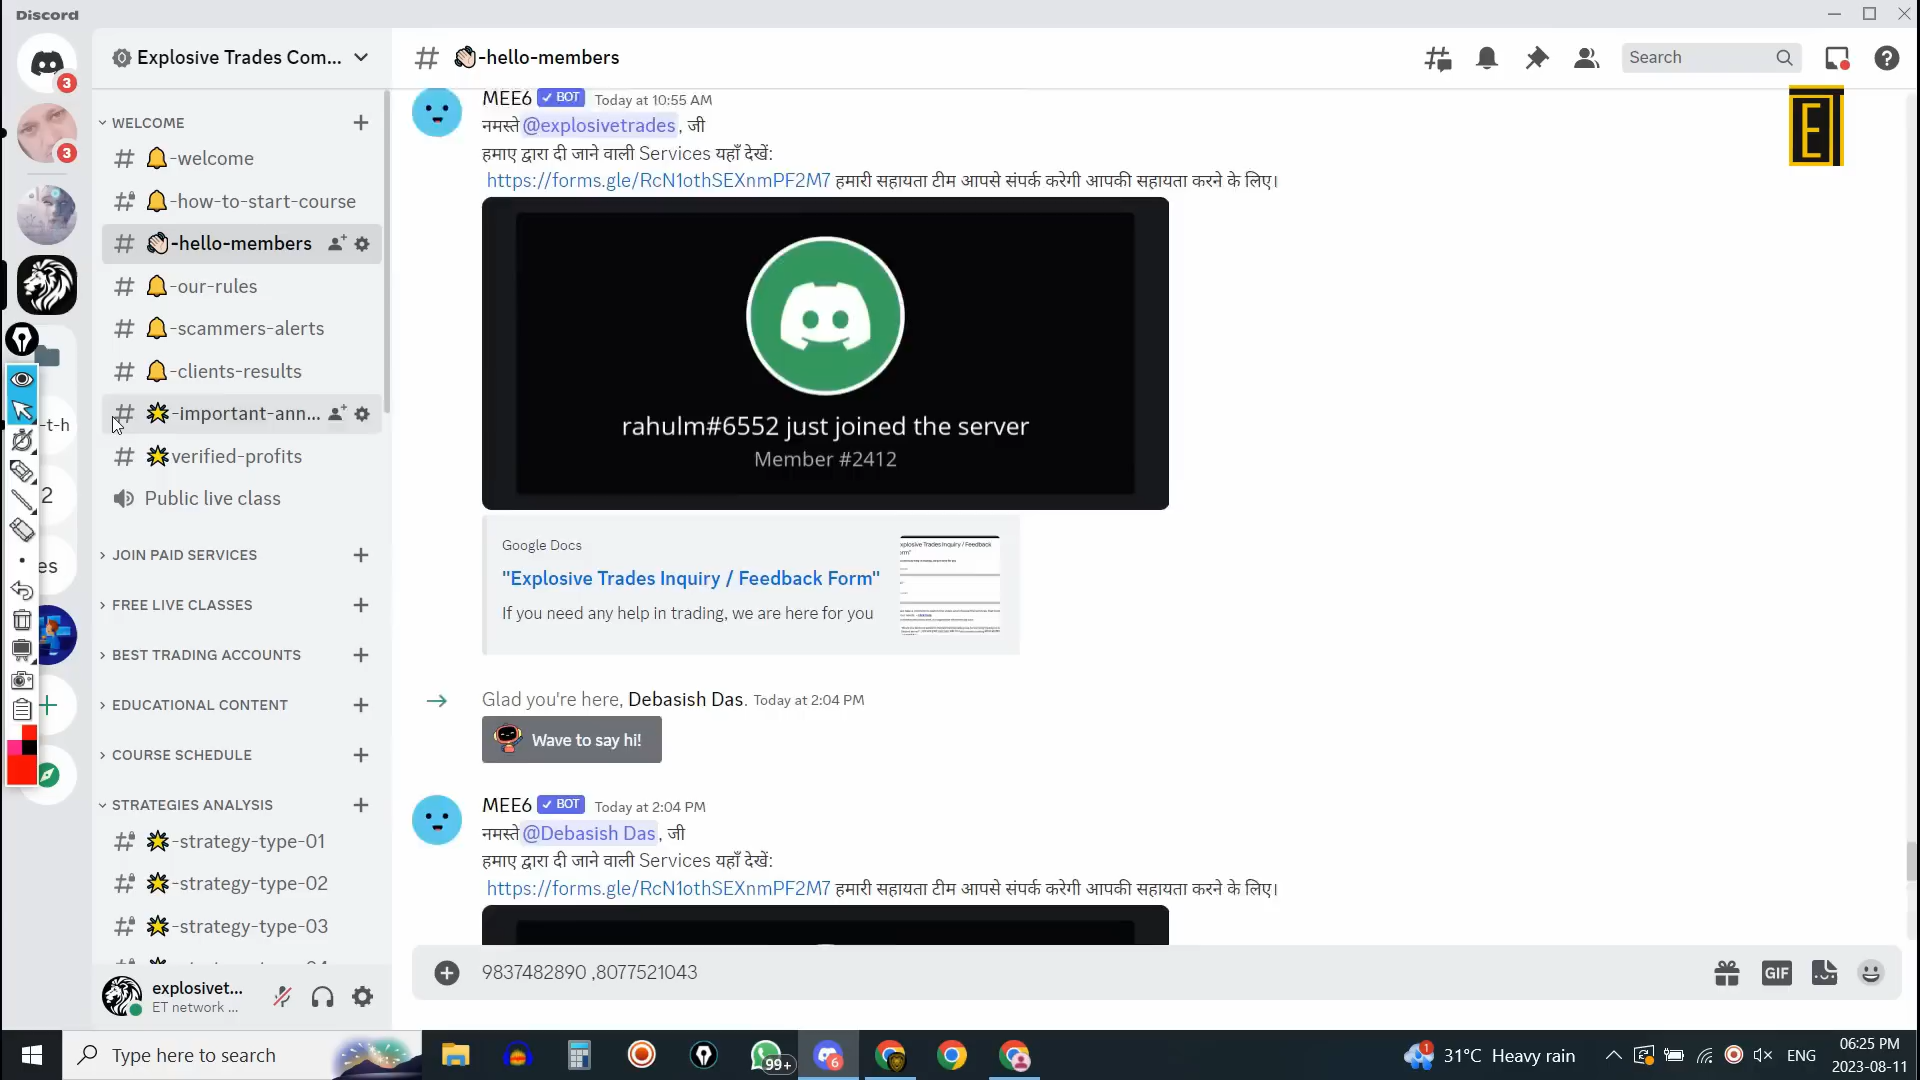 Discord
Explosive Trades Com...
-hello-members
Search
WELCOME
-welcome
-how-to-start-course
-hello-members
-our-rules
-scammers-alerts
-clients-results
-important-ann...
verified-profits
Public live class
JOIN PAID SERVICES
FREE LIVE CLASSES
BEST TRADING ACCOUNTS
EDUCATIONAL CONTENT
COURSE SCHEDULE
STRATEGIES ANALYSIS
-strategy-type-01
-strategy-type-02
-strategy-type-03
explosivet...
ET network ...
3
3
-t-h
2
es
MEE6 BOT Today at 10:55 AM
नमस्ते @explosivetrades, जी
हमाए द्वारा दी जाने वाली Services यहाँ देखें:
https://forms.gle/RcN1othSEXnmPF2M7 हमारी सहायता टीम आपसे संपर्क करेगी आपकी सहायता करने के लिए।
rahulm#6552 just joined the server
Member #2412
Google Docs
"Explosive Trades Inquiry / Feedback Form"
If you need any help in trading, we are here for you
Glad you're here, Debasish Das. Today at 2:04 PM
Wave to say hi!
MEE6 BOT Today at 2:04 PM
नमस्ते @Debasish Das, जी
हमाए द्वारा दी जाने वाली Services यहाँ देखें:
https://forms.gle/RcN1othSEXnmPF2M7 हमारी सहायता टीम आपसे संपर्क करेगी आपकी सहायता करने के लिए।
9837482890 ,8077521043
GIF
Type here to search
99+
6
1
31°C Heavy rain
ENG
06:25 PM
2023-08-11